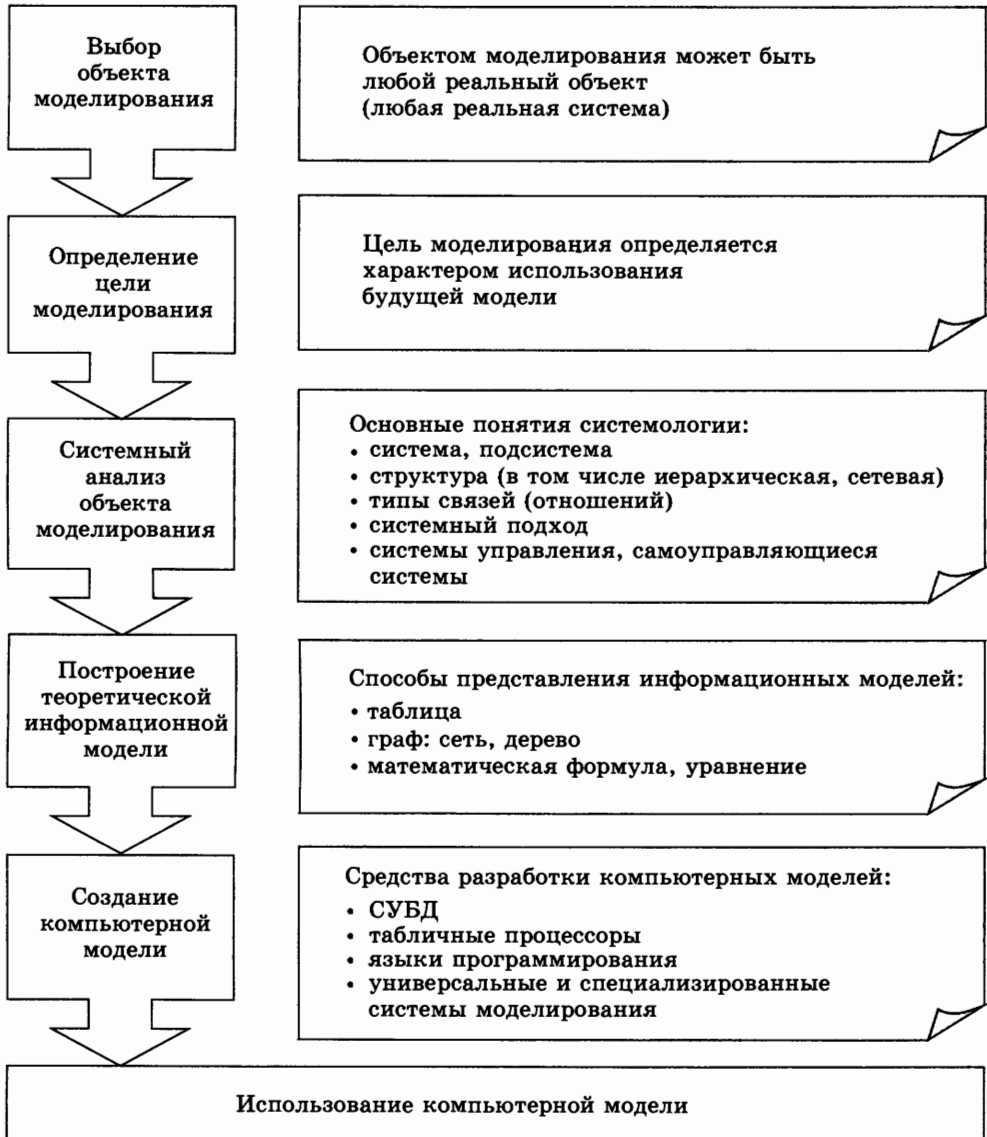 Выбор
объекта
моделирования
Объектом моделирования может быть
любой реальный объект
(любая реальная система)
Определение
цели
моделирования
Цель моделирования определяется
характером использования
будущей модели
Системный
анализ
объекта
моделирования
Основные понятия системологии:
• система, подсистема
• структура (в том числе иерархическая, сетевая)
• типы связей (отношений)
• системный подход
• системы управления, самоуправляющиеся
системы
Построение
теоретической
информационной
модели
Способы представления информационных моделей:
• таблица
• граф: сеть, дерево
• математическая формула, уравнение
Создание
компьютерной
модели
Средства разработки компьютерных моделей:
• СУБД
• табличные процессоры
• языки программирования
• универсальные и специализированные
системы моделирования
Использование компьютерной модели